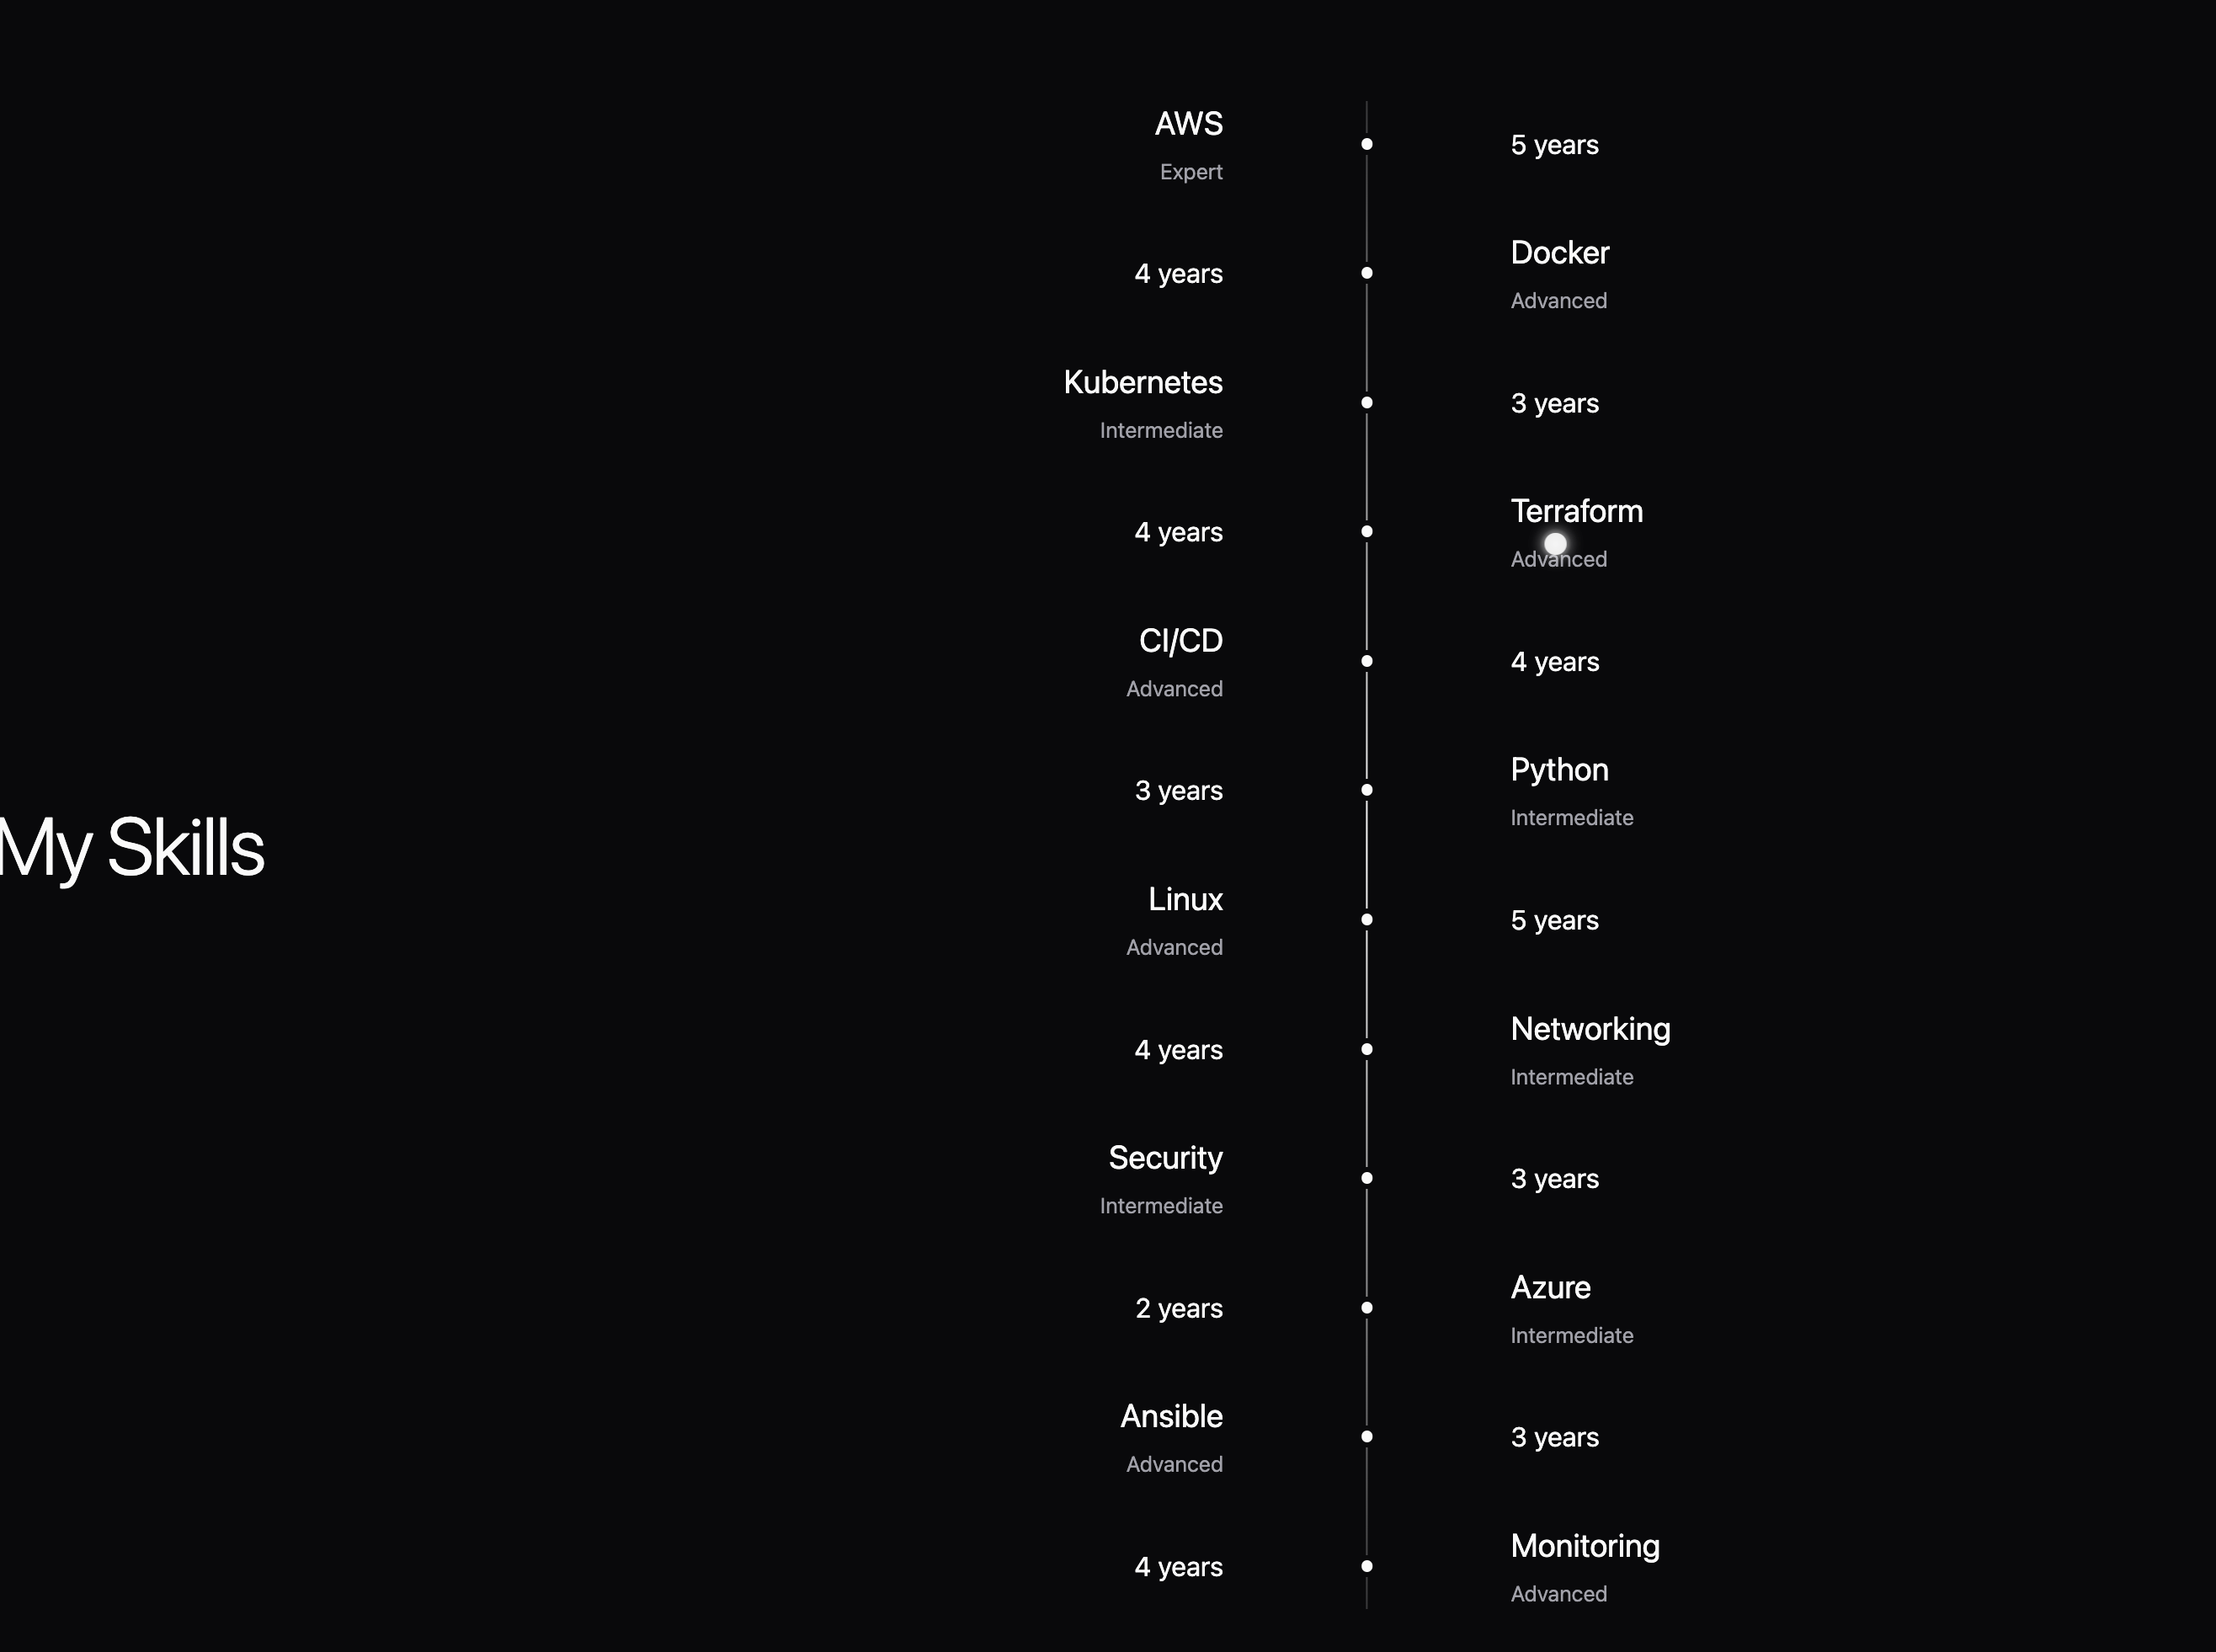 My Skills
AWS
Expert
5 years
4 years
Docker
Advanced
Kubernetes
Intermediate
3 years
4 years
Terraform
Advanced
CI/CD
Advanced
4 years
3 years
Python
Intermediate
Linux
Advanced
5 years
4 years
Networking
Intermediate
Security
Intermediate
3 years
2 years
Azure
Intermediate
Ansible
Advanced
3 years
4 years
Monitoring
Advanced